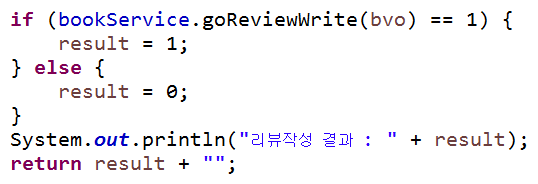 if (bookService.goReviewWrite(bvo) == 1) {
    result = 1;
} else {
    result = 0;
}
System.out.println("리뷰작성 결과 : " + result);
return result + "";